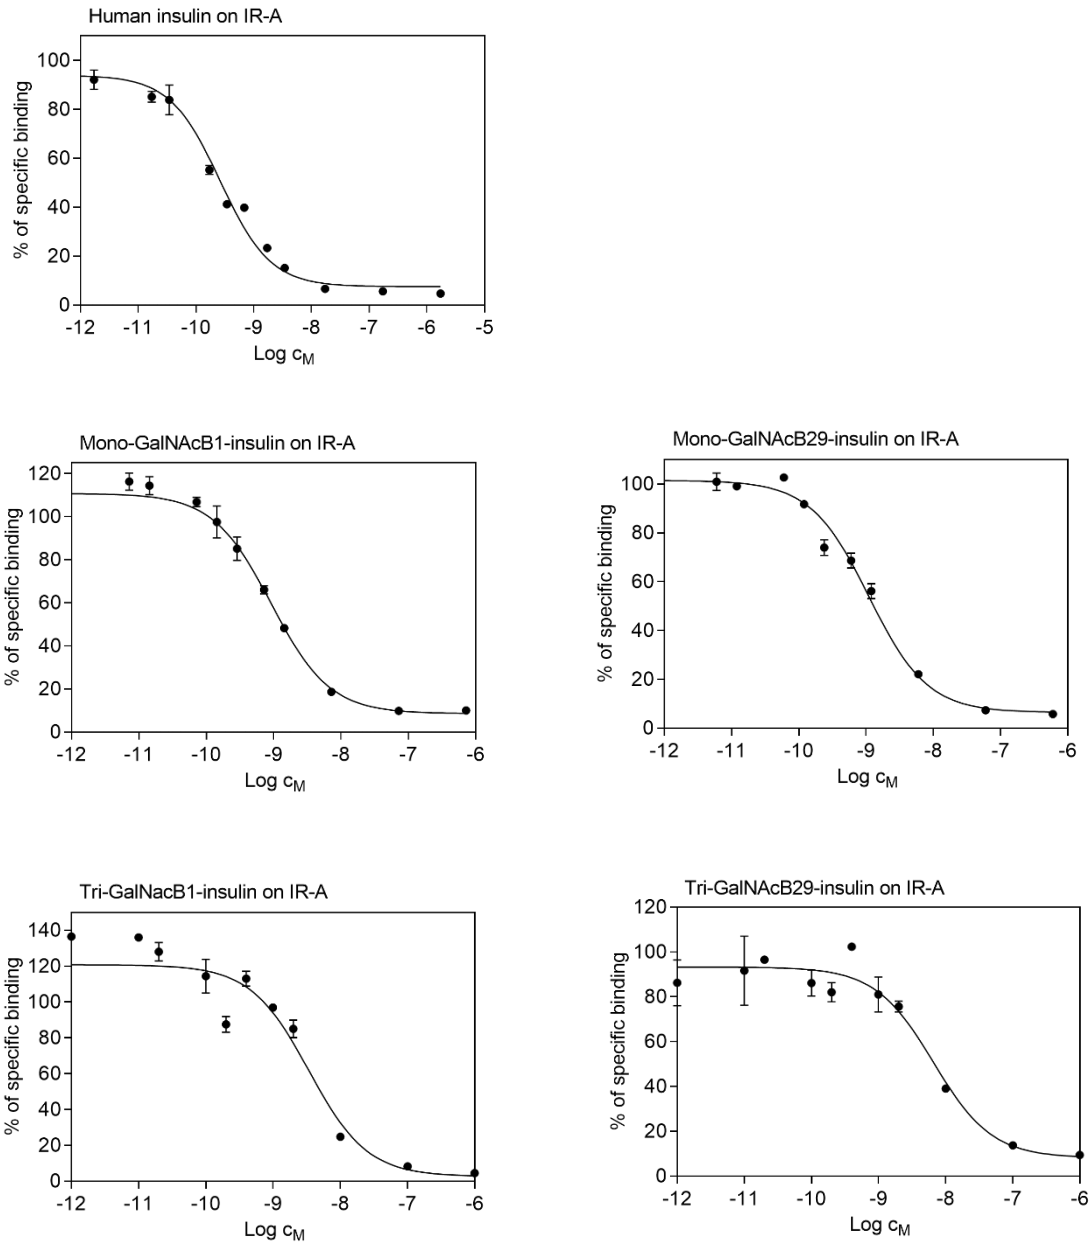 Human insulin on IR-A
% of specific binding
100
80
60
40
20
0
-12 -11 -10 -9 -8 -7 -6 -5
Log cM
Mono-GalNAcB1-insulin on IR-A
% of specific binding
120
100
80
60
40
20
0
-12 -11 -10 -9 -8 -7 -6
Log cM
Mono-GalNAcB29-insulin on IR-A
% of specific binding
100
80
60
40
20
0
-12 -11 -10 -9 -8 -7 -6
Log cM
Tri-GalNacB1-insulin on IR-A
% of specific binding
140
120
100
80
60
40
20
0
-12 -11 -10 -9 -8 -7 -6
Log cM
Tri-GalNAcB29-insulin on IR-A
% of specific binding
120
100
80
60
40
20
0
-12 -11 -10 -9 -8 -7 -6
Log cM